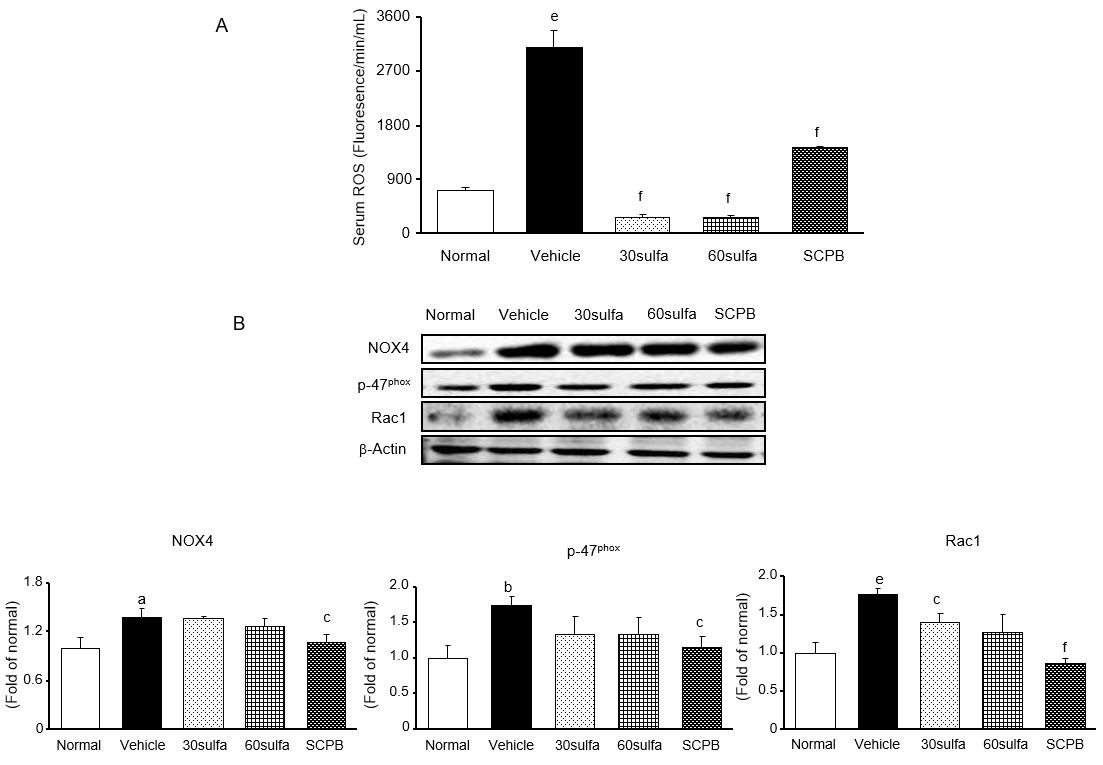 A
Serum ROS (Fluoresence/min/mL)
3600
2700
1800
900
0
e
f
f
f
Normal Vehicle 30sulfa 60sulfa SCPB
B
Normal Vehicle 30sulfa 60sulfa SCPB
NOX4
p-47phox
Rac1
β-Actin
NOX4
(Fold of normal)
1.8
1.2
0.6
0
a
c
Normal Vehicle 30sulfa 60sulfa SCPB
p-47phox
(Fold of normal)
2.0
1.5
1.0
0.5
0
b
c
Normal Vehicle 30sulfa 60sulfa SCPB
Rac1
(Fold of normal)
2.0
1.5
1.0
0.5
0
e
c
f
Normal Vehicle 30sulfa 60sulfa SCPB